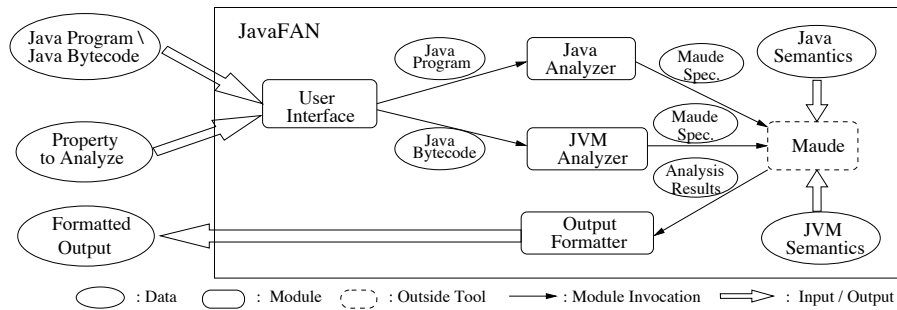 JavaFAN
Java Program \
Java Bytecode
Property
to Analyze
Formatted
Output
User
Interface
Java
Program
Java
Bytecode
Java
Analyzer
JVM
Analyzer
Output
Formatter
Maude
Spec.
Maude
Spec.
Analysis
Results
Java
Semantics
Maude
JVM
Semantics
: Data
: Module
: Outside Tool
: Module Invocation
: Input / Output